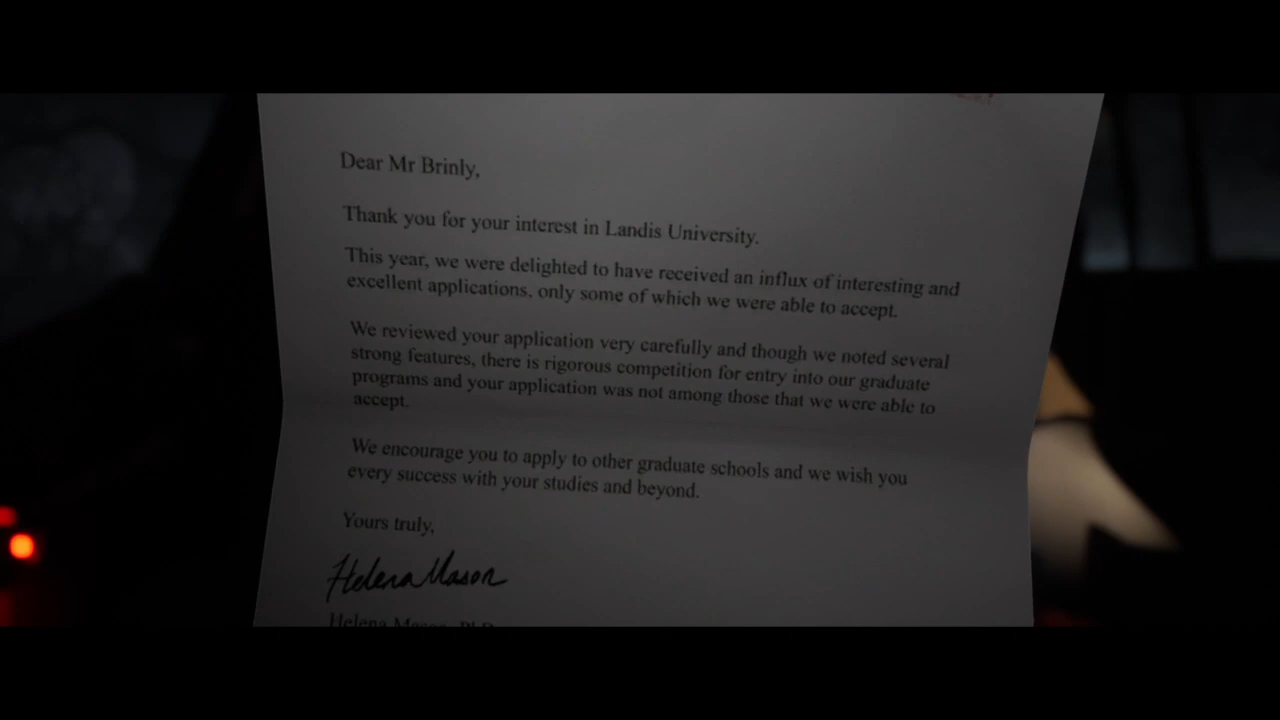 Dear Mr Brinly,
Thank you for your interest in Landis University.
This year, we were delighted to have received an influx of interesting and
excellent applications, only some of which we were able to accept.
We reviewed your application very carefully and though we noted several
strong features, there is rigorous competition for entry into our graduate
programs and your application was not among those that we were able to
accept.
We encourage you to apply to other graduate schools and we wish you
every success with your studies and beyond.
Yours truly,
Helena Mason
Helena Mason, PhD